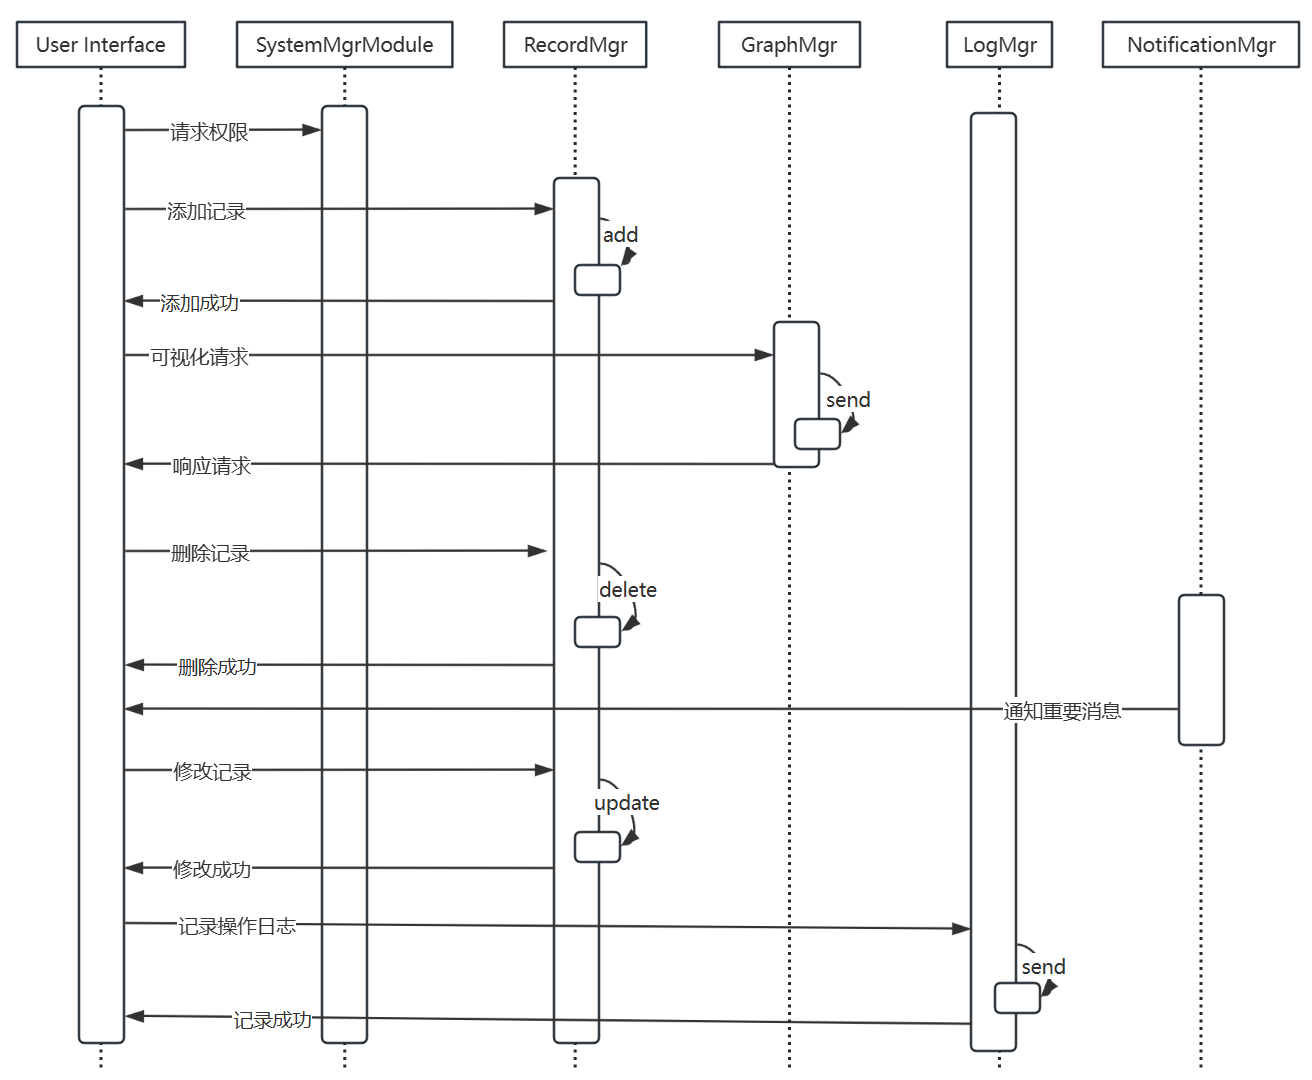 User Interface
SystemMgrModule
RecordMgr
GraphMgr
LogMgr
NotificationMgr
请求权限
添加记录
add
添加成功
可视化请求
send
响应请求
删除记录
delete
删除成功
通知重要消息
修改记录
update
修改成功
记录操作日志
send
记录成功